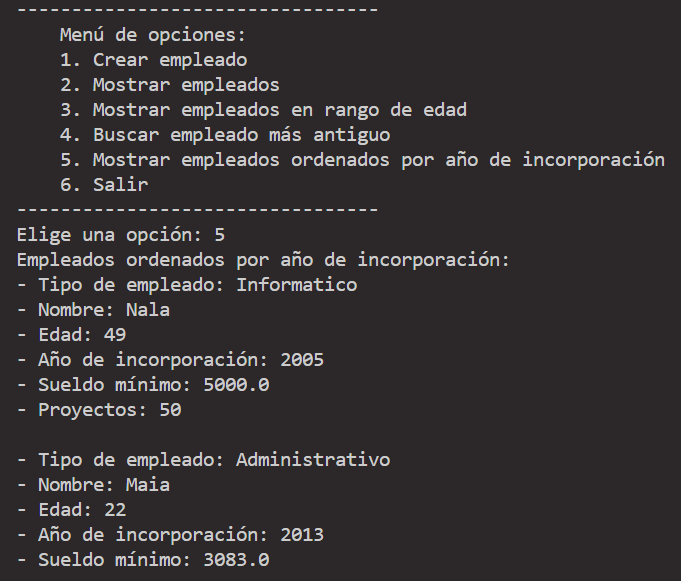 ---------------------------------
Menú de opciones:
1. Crear empleado
2. Mostrar empleados
3. Mostrar empleados en rango de edad
4. Buscar empleado más antiguo
5. Mostrar empleados ordenados por año de incorporación
6. Salir
---------------------------------
Elige una opción: 5
Empleados ordenados por año de incorporación:
- Tipo de empleado: Informatico
- Nombre: Nala
- Edad: 49
- Año de incorporación: 2005
- Sueldo mínimo: 5000.0
- Proyectos: 50

- Tipo de empleado: Administrativo
- Nombre: Maia
- Edad: 22
- Año de incorporación: 2013
- Sueldo mínimo: 3083.0